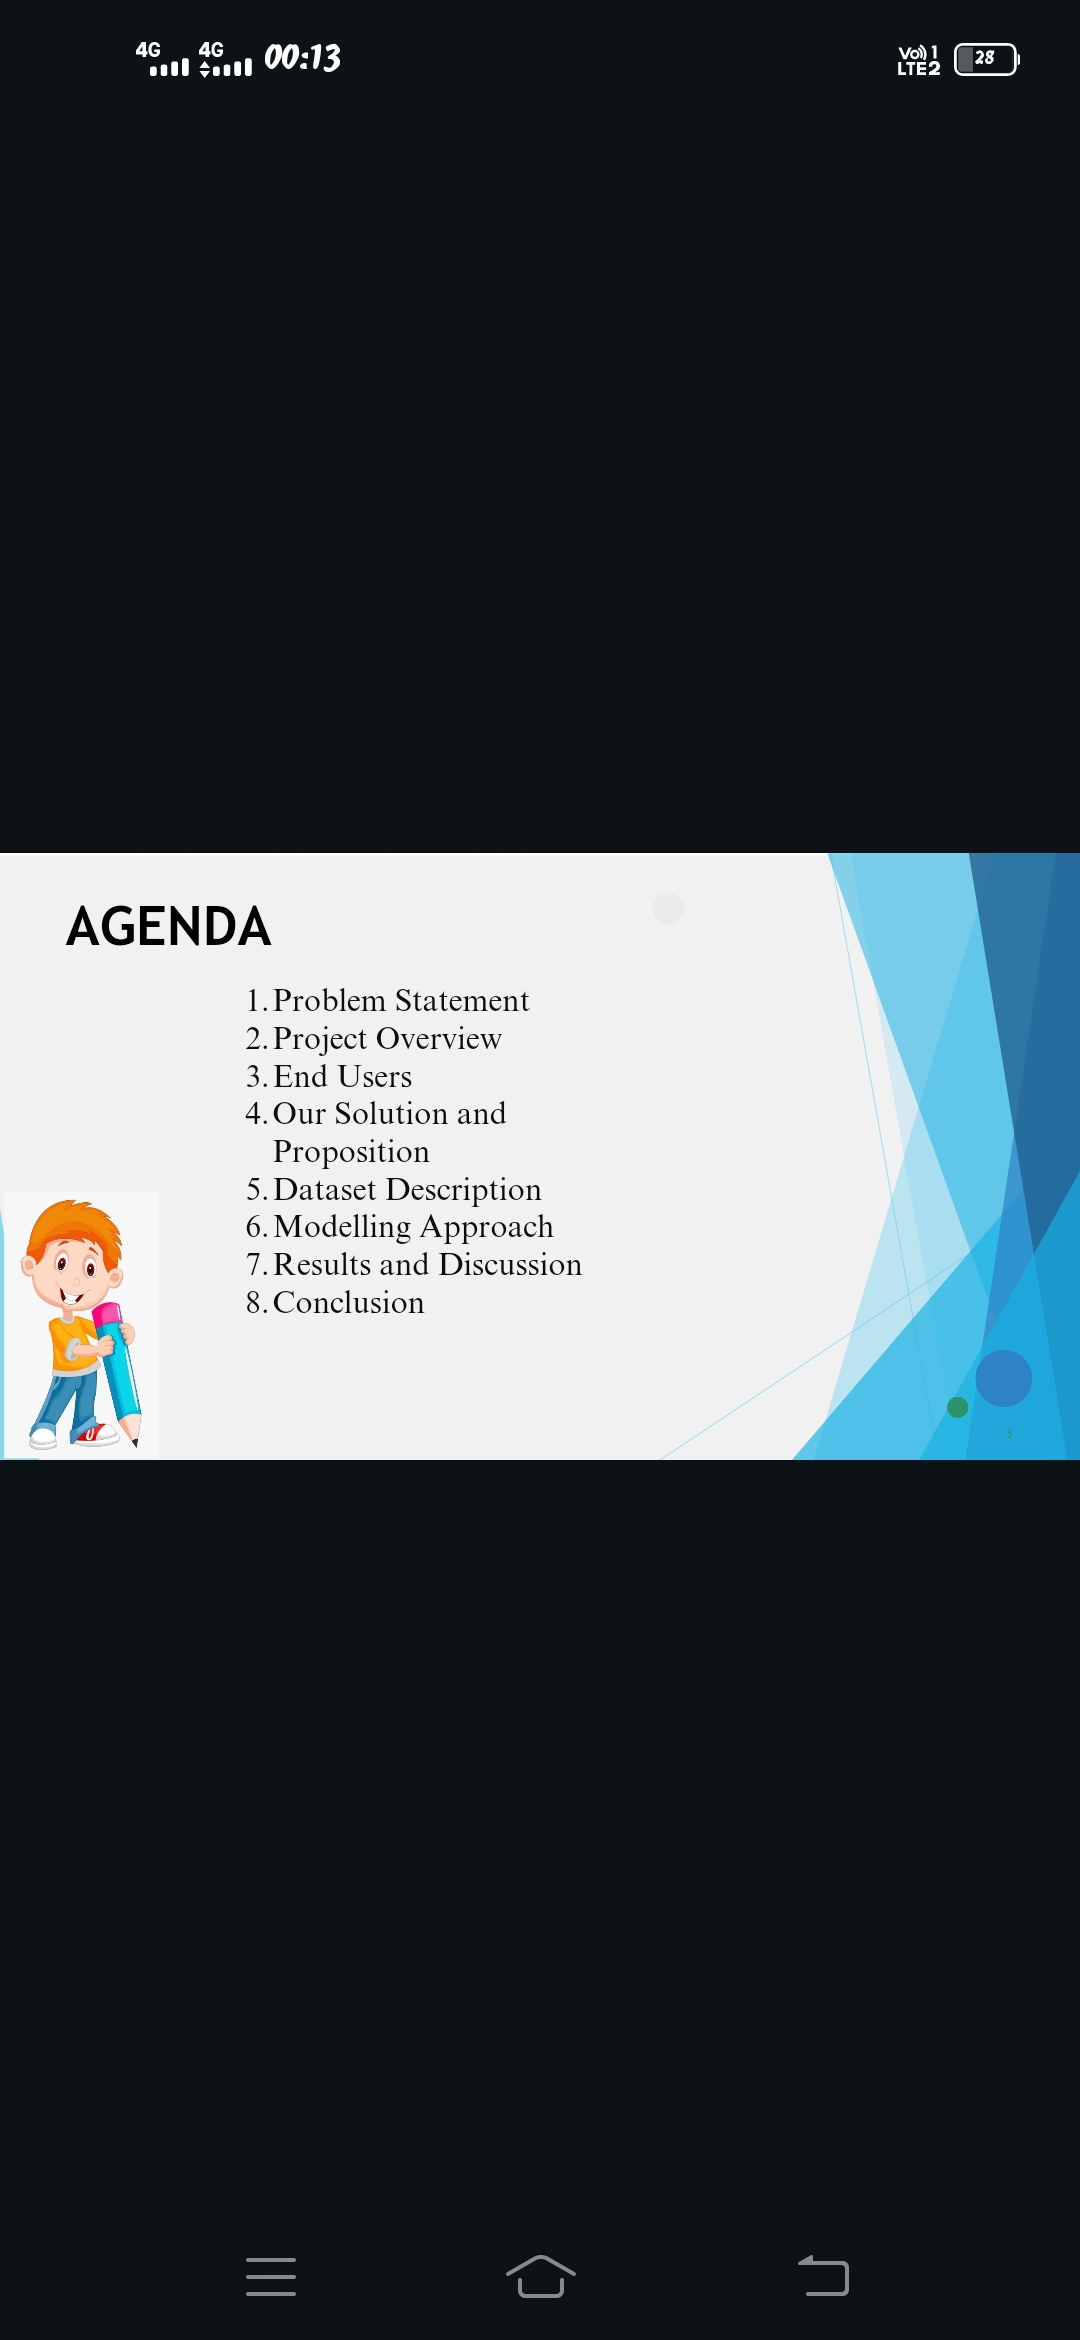 4G 4G 00:13
Vo)) 1
LTE2
28
AGENDA
1. Problem Statement
2. Project Overview
3. End Users
4. Our Solution and
Proposition
5. Dataset Description
6. Modelling Approach
7. Results and Discussion
8. Conclusion
3